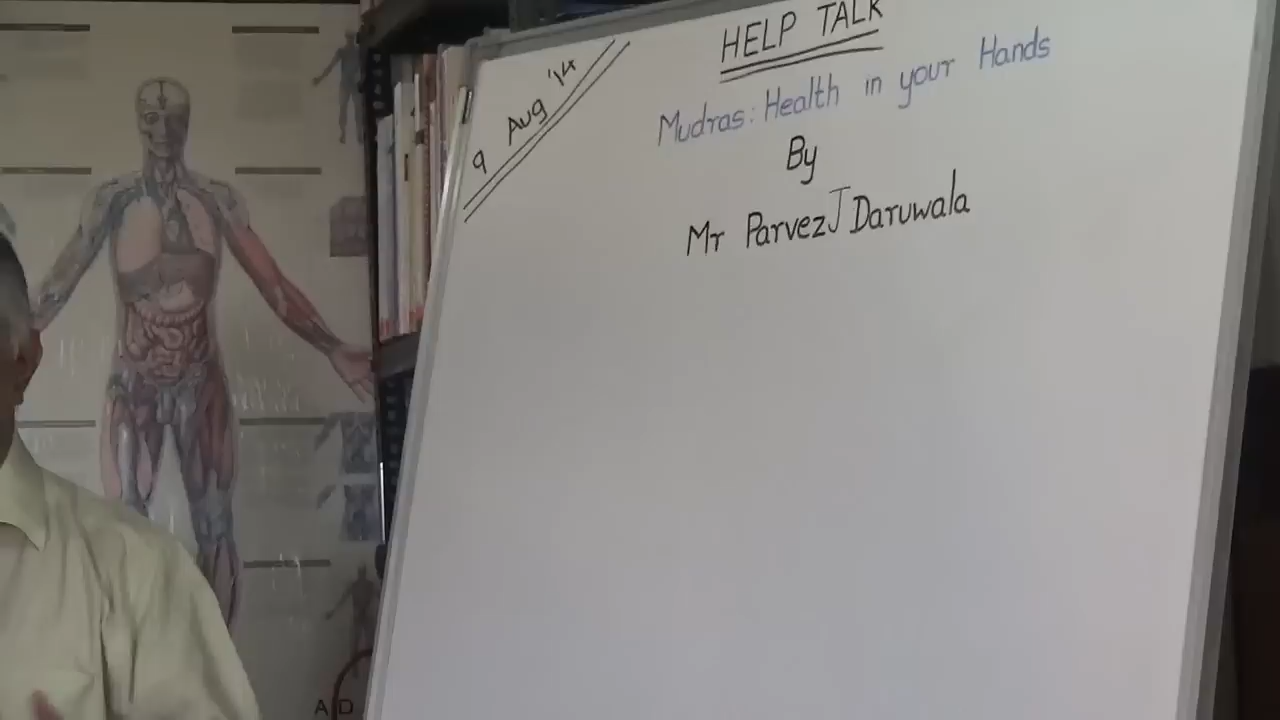 9 Aug '14
HELP TALK
Mudras: Health in your Hands
By
Mr Parvez J Daruwala